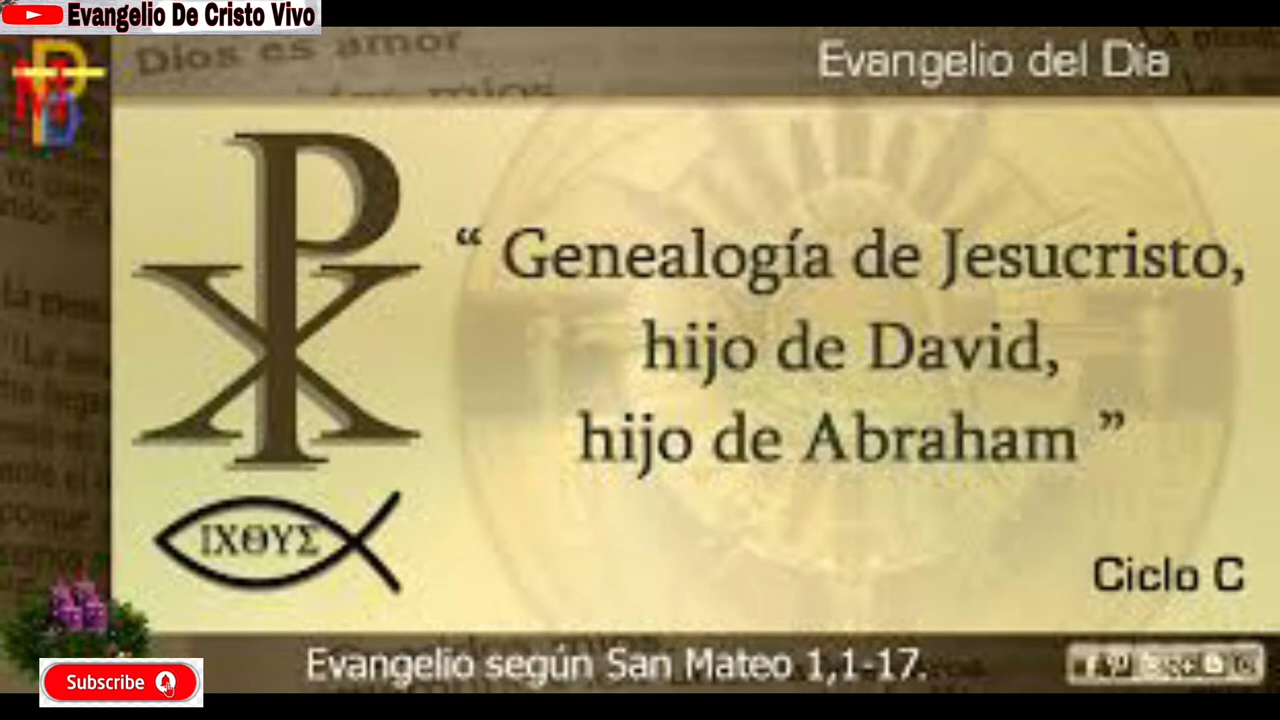 Evangelio De Cristo Vivo
Dios es amor
Evangelio del Día
“ Genealogía de Jesucristo,
hijo de David,
hijo de Abraham ”
ΙΧΘΥΣ
Ciclo C
Evangelio según San Mateo 1,1-17.
Subscribe